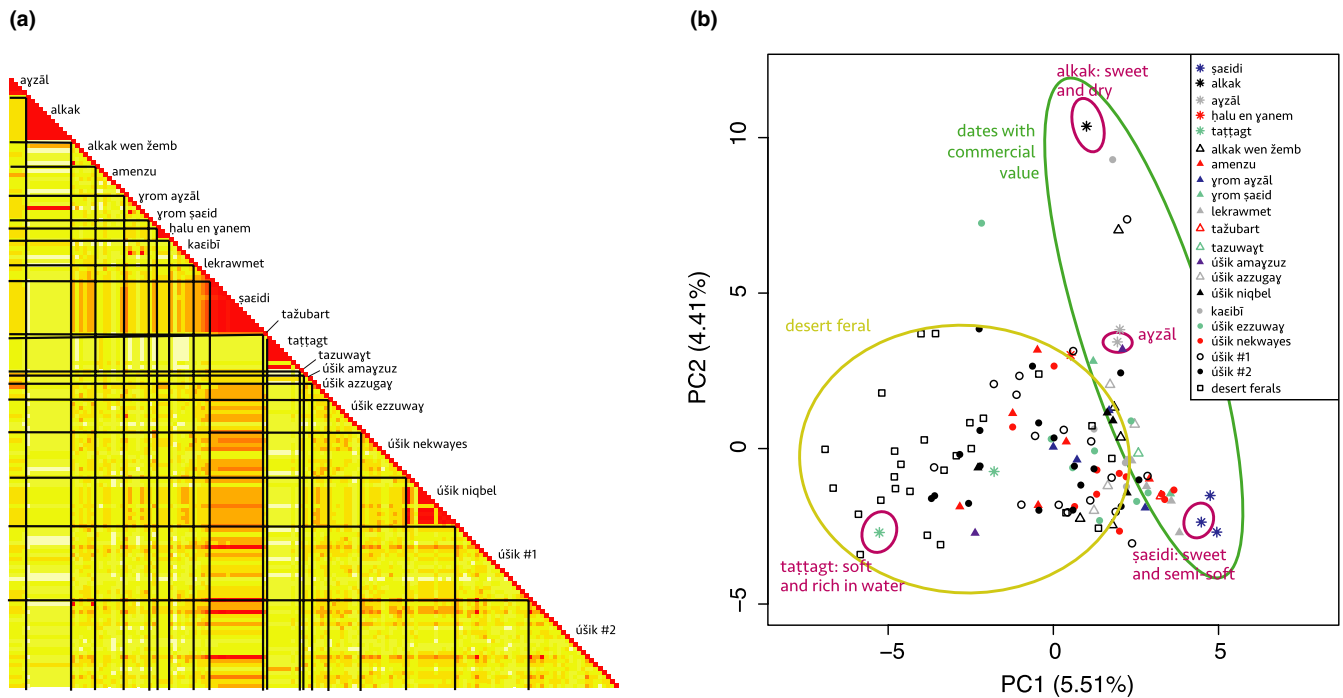 (a)
aɣzāl
alkak
alkak wen žemb
amenzu
ɣrom aɣzāl
ɣrom ṣaɛid
ḥalu en ɣanem
kaɛibī
lekrawmet
ṣaɛidi
tažubart
taṭṭagt
tazuwaɣt
úšik amaɣzuz
úšik azzugaɣ
úšik ezzuwaɣ
úšik nekwayes
úšik niqbel
úšik #1
úšik #2
(b)
PC2 (4.41%)
10
5
0
−5
−5
0
5
PC1 (5.51%)
alkak: sweet
and dry
dates with
commercial
value
desert feral
aɣzāl
taṭṭagt: soft
and rich in water
ṣaɛidi: sweet
and semi-soft
ṣaɛidi
alkak
aɣzāl
ḥalu en ɣanem
taṭṭagt
alkak wen žemb
amenzu
ɣrom aɣzāl
ɣrom ṣaɛid
lekrawmet
tažubart
tazuwaɣt
úšik amaɣzuz
úšik azzugaɣ
úšik niqbel
kaɛibī
úšik ezzuwaɣ
úšik nekwayes
úšik #1
úšik #2
desert ferals